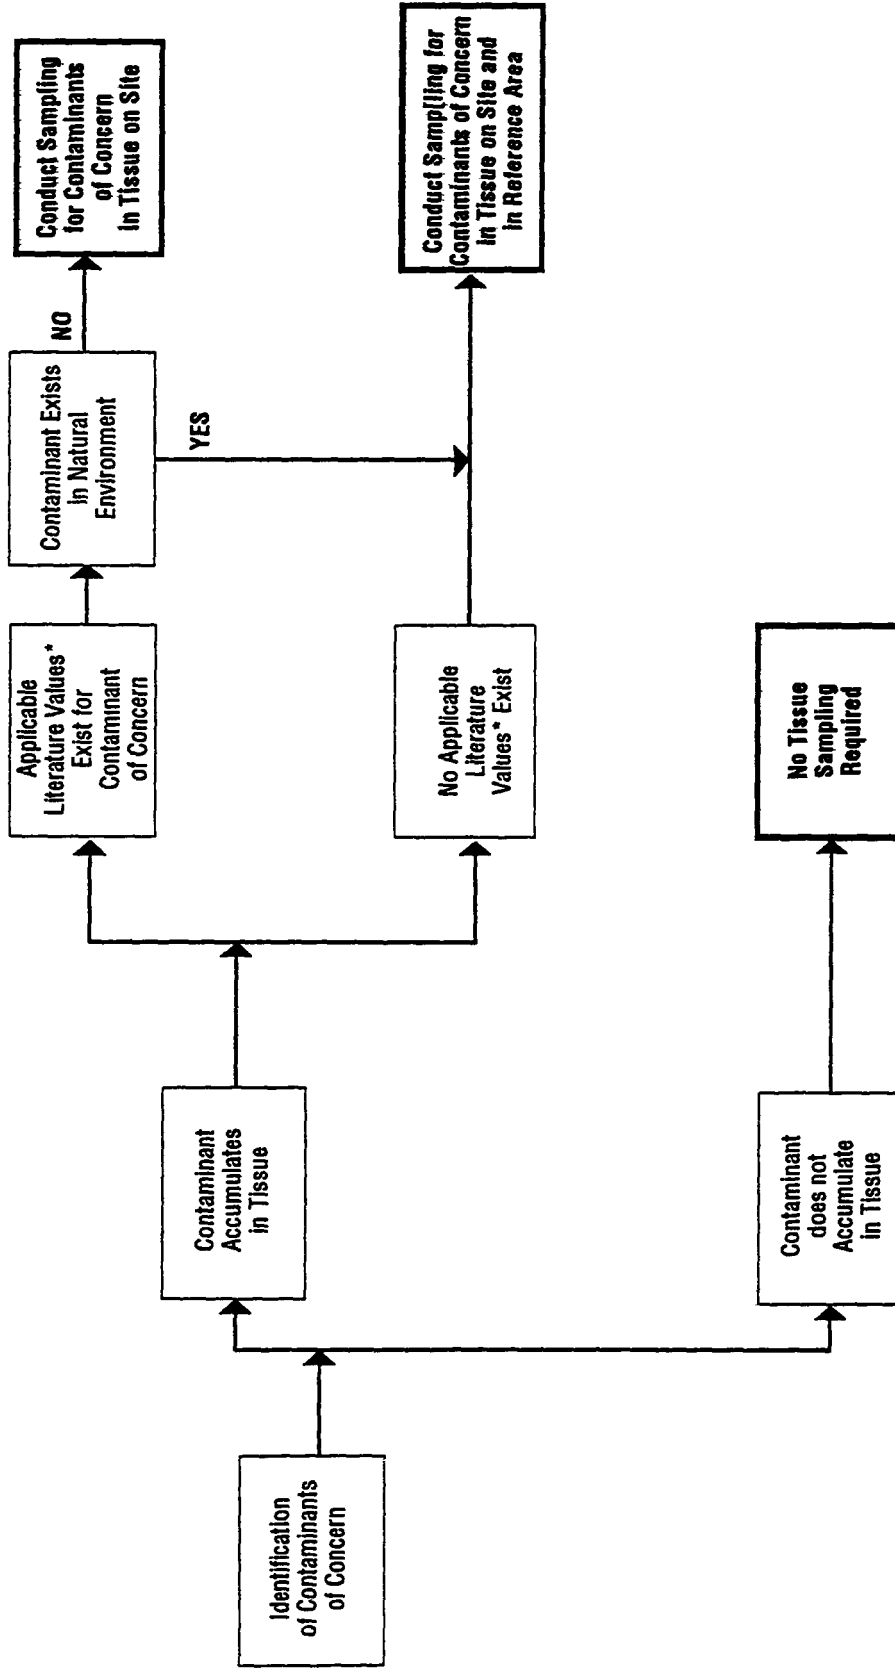 Identification
of Contaminants
of Concern
Contaminant
Accumulates
in Tissue
Contaminant
does not
Accumulate
in Tissue
Applicable
Literature Values*
Exist for
Contaminant
of Concern
No Applicable
Literature
Values* Exist
No Tissue
Sampling
Required
Contaminant Exists
in Natural
Environment
NO
YES
Conduct Sampling
for Contaminants
of Concern
in Tissue on Site
Conduct Sampling for
Contaminants of Concern
in Tissue on Site and
in Reference Area